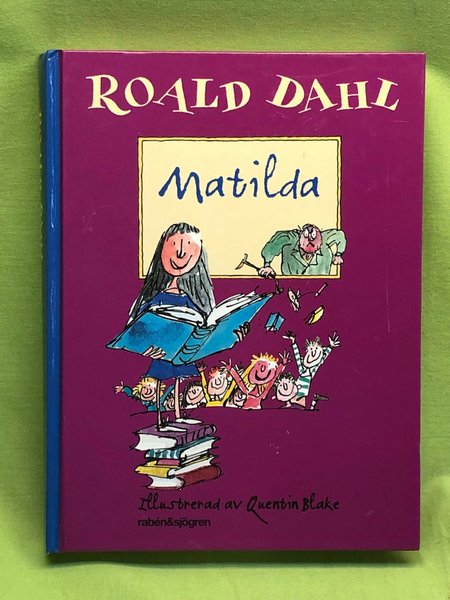 ROALD DAHL
Matilda
Illustrerad av Quentin Blake
rabén&sjögren